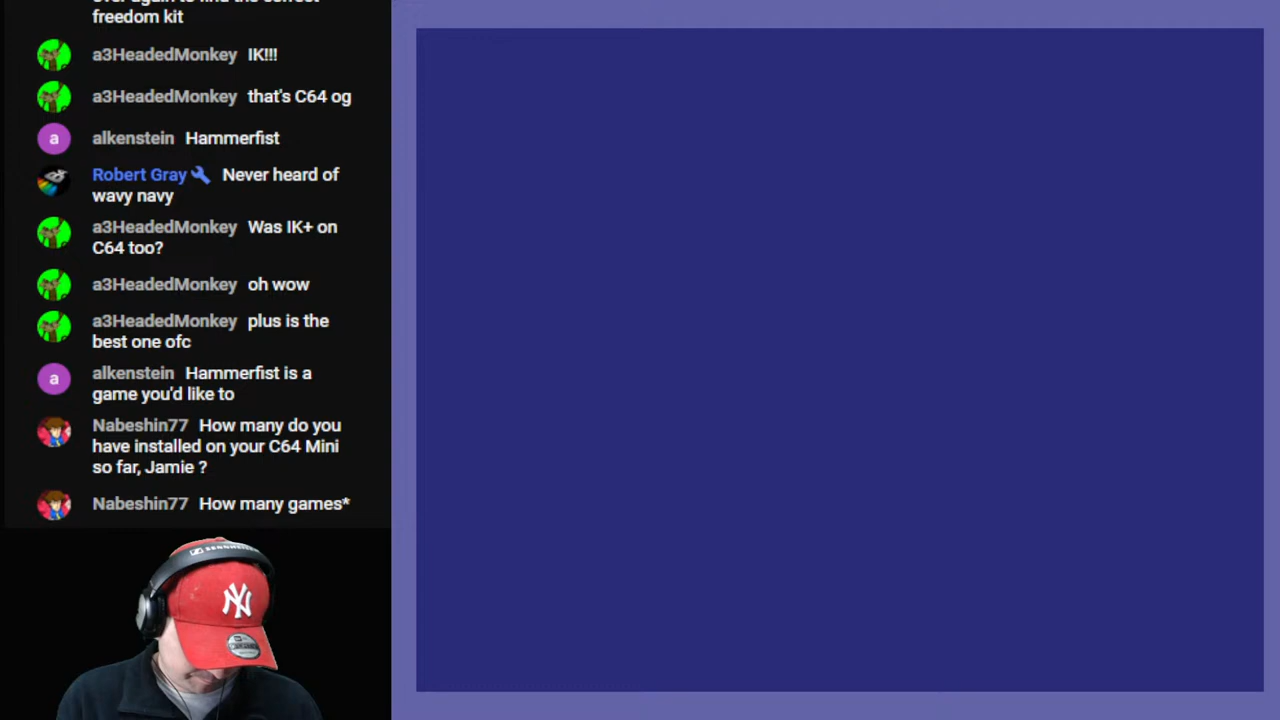 freedom kit
a3HeadedMonkey IK!!!
a3HeadedMonkey that's C64 og
a
alkenstein Hammerfist
Robert Gray Never heard of
wavy navy
a3HeadedMonkey Was IK+ on
C64 too?
a3HeadedMonkey oh wow
a3HeadedMonkey plus is the
best one ofc
a
alkenstein Hammerfist is a
game you'd like to
Nabeshin77 How many do you
have installed on your C64 Mini
so far, Jamie ?
Nabeshin77 How many games*
SENNHEISER
NY